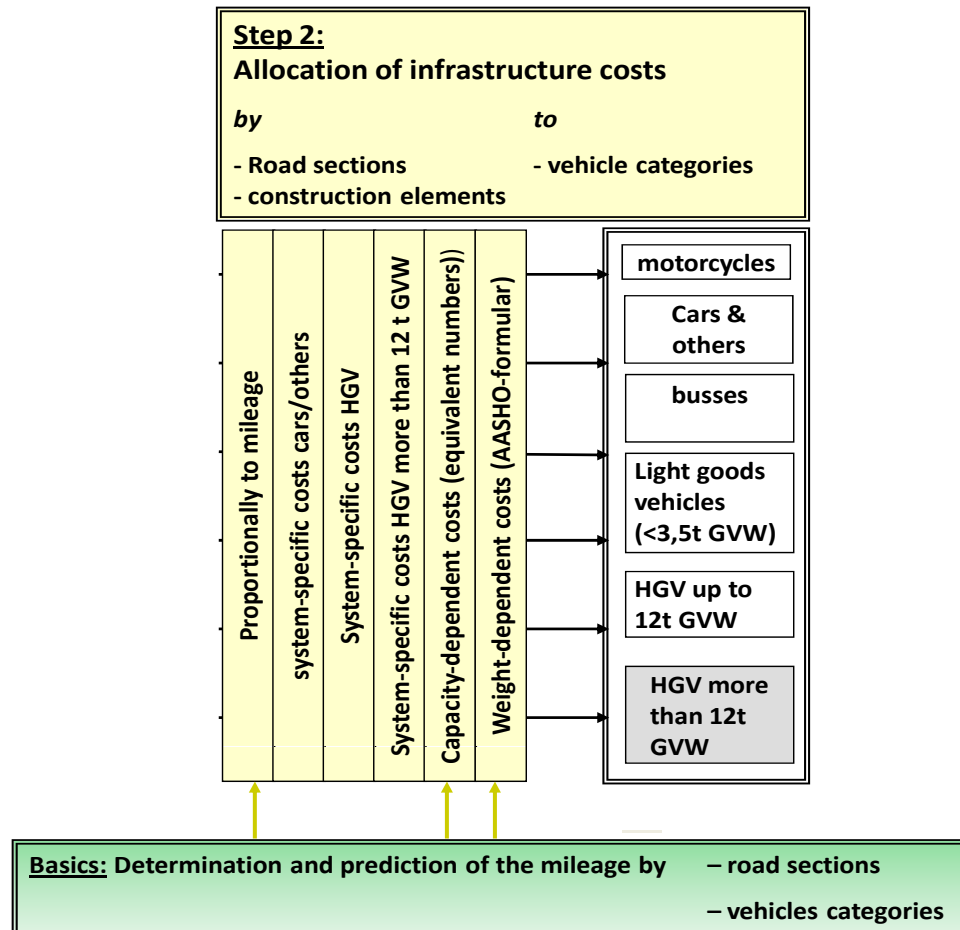 Step 2:
Allocation of infrastructure costs
by to
- Road sections - vehicle categories
- construction elements
Proportionally to mileage
system-specific costs cars/others
System-specific costs HGV
System-specific costs HGV more than 12 t GVW
Capacity-dependent costs (equivalent numbers))
Weight-dependent costs (AASHO-formular)
motorcycles
Cars &
others
busses
Light goods
vehicles
(<3,5t GVW)
HGV up to
12t GVW
HGV more
than 12t
GVW
Basics: Determination and prediction of the mileage by – road sections
– vehicles categories